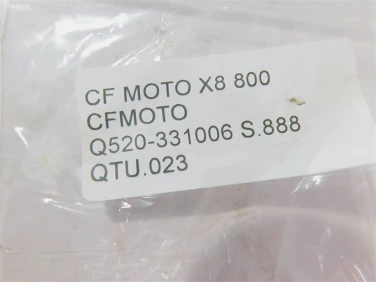 CF MOTO X8 800
CFMOTO
Q520-331006 S.888
QTU.023